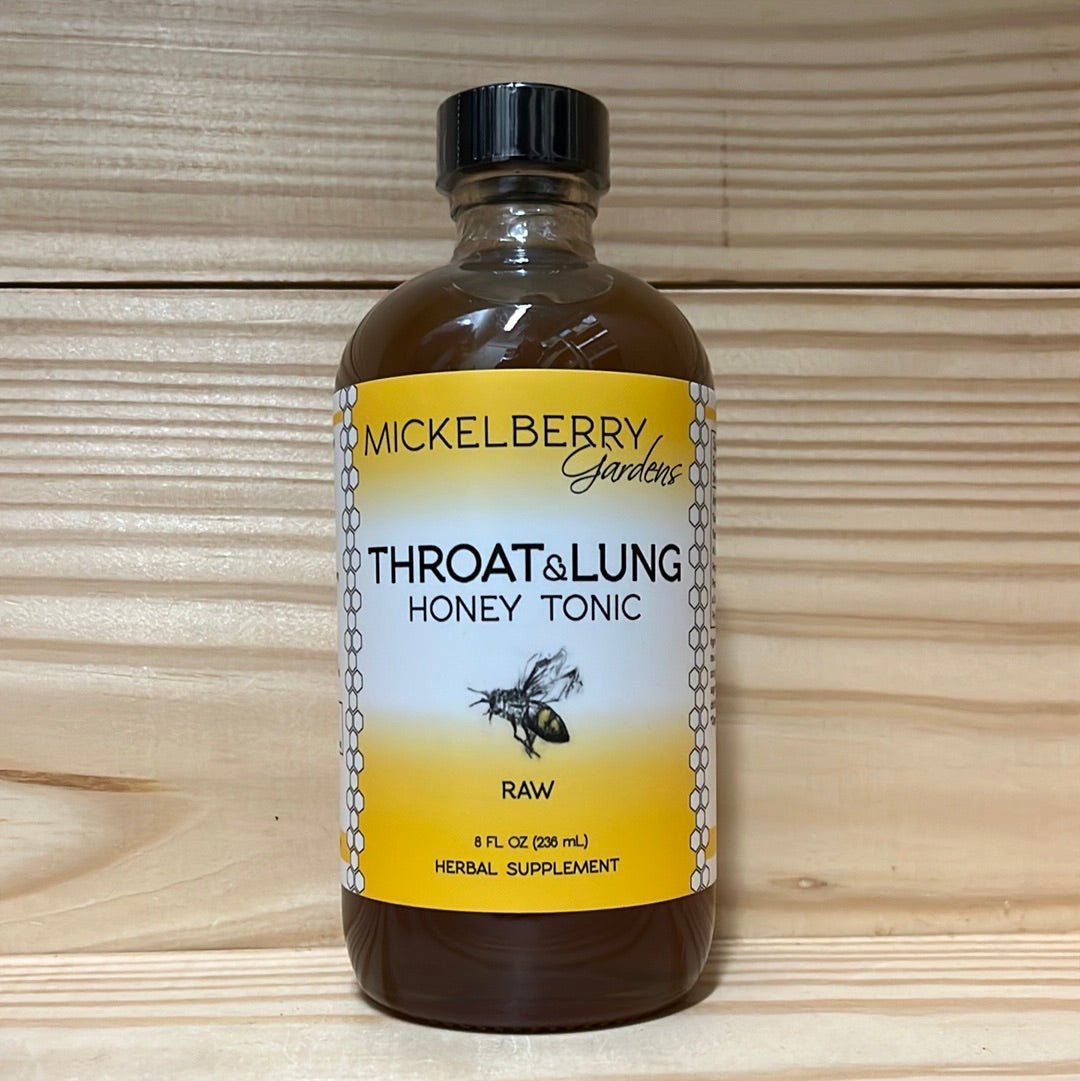 MICKELBERRY
Gardens
THROAT&LUNG
HONEY TONIC
RAW
8 FL OZ (236 mL)
HERBAL SUPPLEMENT